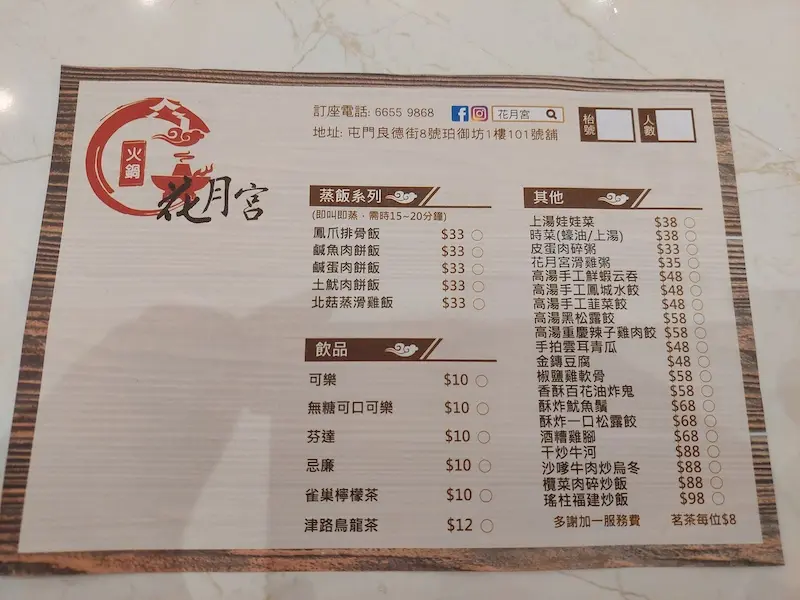 火鍋
花月宮
訂座電話: 6655 9868
花月宮
地址: 屯門良德街8號珀御坊1樓101號舖
枱號
人數
蒸飯系列
(即叫即蒸，需時15~20分鐘)
鳳爪排骨飯 $33
鹹魚肉餅飯 $33
鹹蛋肉餅飯 $33
土魷肉餅飯 $33
北菇蒸滑雞飯 $33
飲品
可樂 $10
無糖可口可樂 $10
芬達 $10
忌廉 $10
雀巢檸檬茶 $10
津路烏龍茶 $12
其他
上湯娃娃菜 $38
時菜(蠔油/上湯) $38
皮蛋肉碎粥 $33
花月宮滑雞粥 $35
高湯手工鮮蝦云吞 $48
高湯手工鳳城水餃 $48
高湯手工韮菜餃 $48
高湯黑松露餃 $58
高湯重慶辣子雞肉餃 $58
手拍雲耳青瓜 $48
金鏄豆腐 $48
椒鹽雞軟骨 $58
香酥百花油炸鬼 $58
酥炸魷魚鬚 $68
酥炸一口松露餃 $68
酒糟雞腳 $68
干炒牛河 $88
沙嗲牛肉炒烏冬 $88
欖菜肉碎炒飯 $88
瑤柱福建炒飯 $98
多謝加一服務費 茗茶每位$8